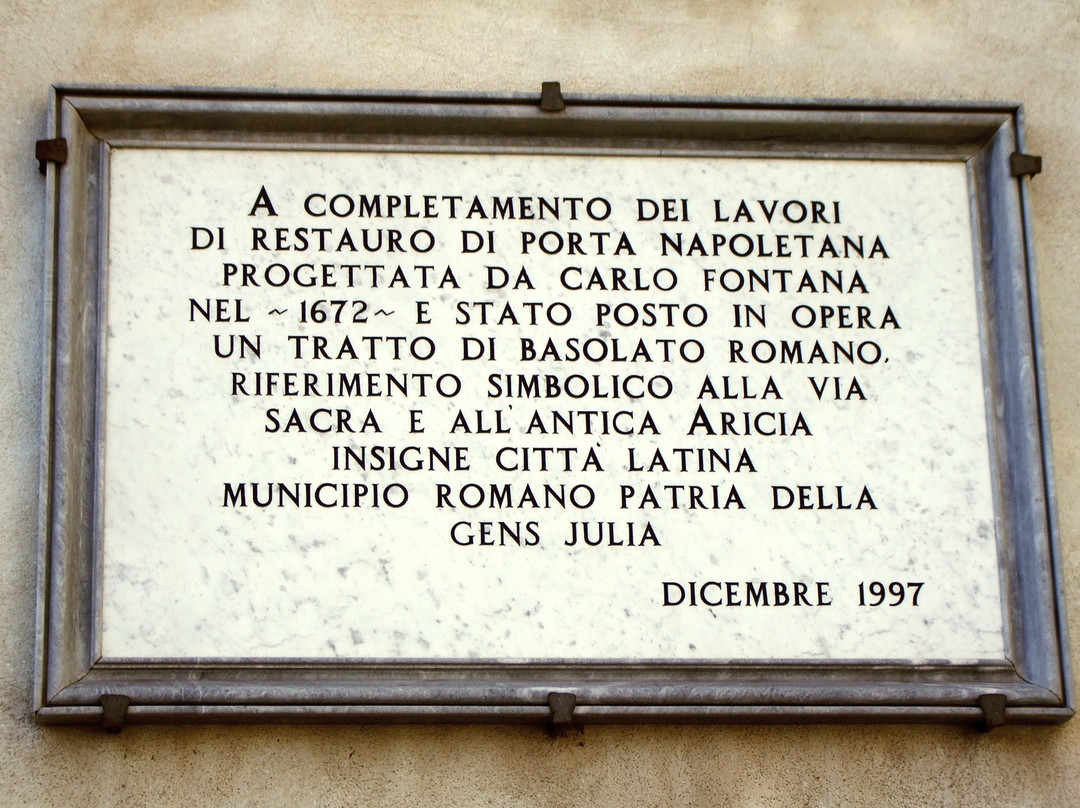 A COMPLETAMENTO DEI LAVORI
DI RESTAURO DI PORTA NAPOLETANA
PROGETTATA DA CARLO FONTANA
NEL ~1672~ E STATO POSTO IN OPERA
UN TRATTO DI BASOLATO ROMANO,
RIFERIMENTO SIMBOLICO ALLA VIA
SACRA E ALL'ANTICA ARICIA
INSIGNE CITTÀ LATINA
MUNICIPIO ROMANO PATRIA DELLA
GENS JULIA
DICEMBRE 1997